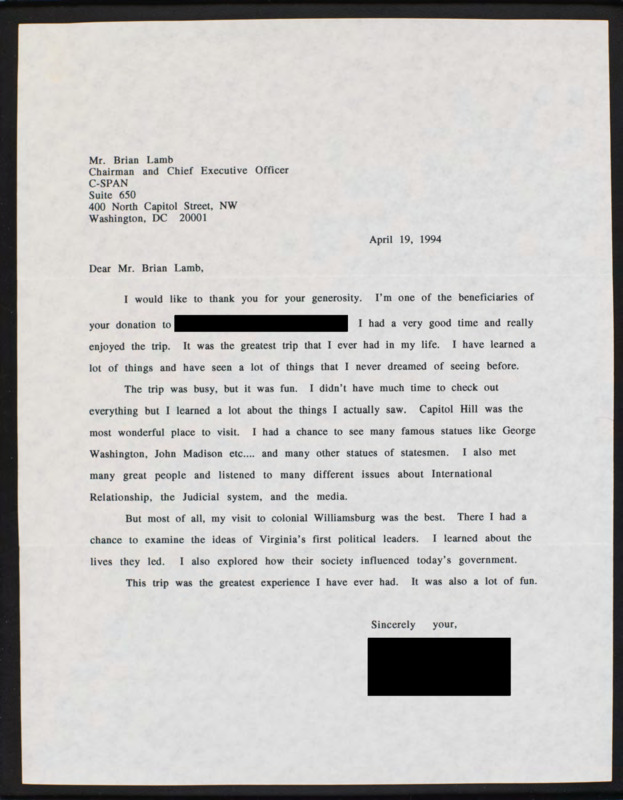 Mr. Brian Lamb
Chairman and Chief Executive Officer
C-SPAN
Suite 650
400 North Capitol Street, NW
Washington, DC 20001
April 19, 1994
Dear Mr. Brian Lamb,
I would like to thank you for your generosity. I'm one of the beneficiaries of
your donation to I had a very good time and really
enjoyed the trip. It was the greatest trip that I ever had in my life. I have learned a
lot of things and have seen a lot of things that I never dreamed of seeing before.
The trip was busy, but it was fun. I didn't have much time to check out
everything but I learned a lot about the things I actually saw. Capitol Hill was the
most wonderful place to visit. I had a chance to see many famous statues like George
Washington, John Madison etc.... and many other statues of statesmen. I also met
many great people and listened to many different issues about International
Relationship, the Judicial system, and the media.
But most of all, my visit to colonial Williamsburg was the best. There I had a
chance to examine the ideas of Virginia's first political leaders. I learned about the
lives they led. I also explored how their society influenced today's government.
This trip was the greatest experience I have ever had. It was also a lot of fun.
Sincerely your,